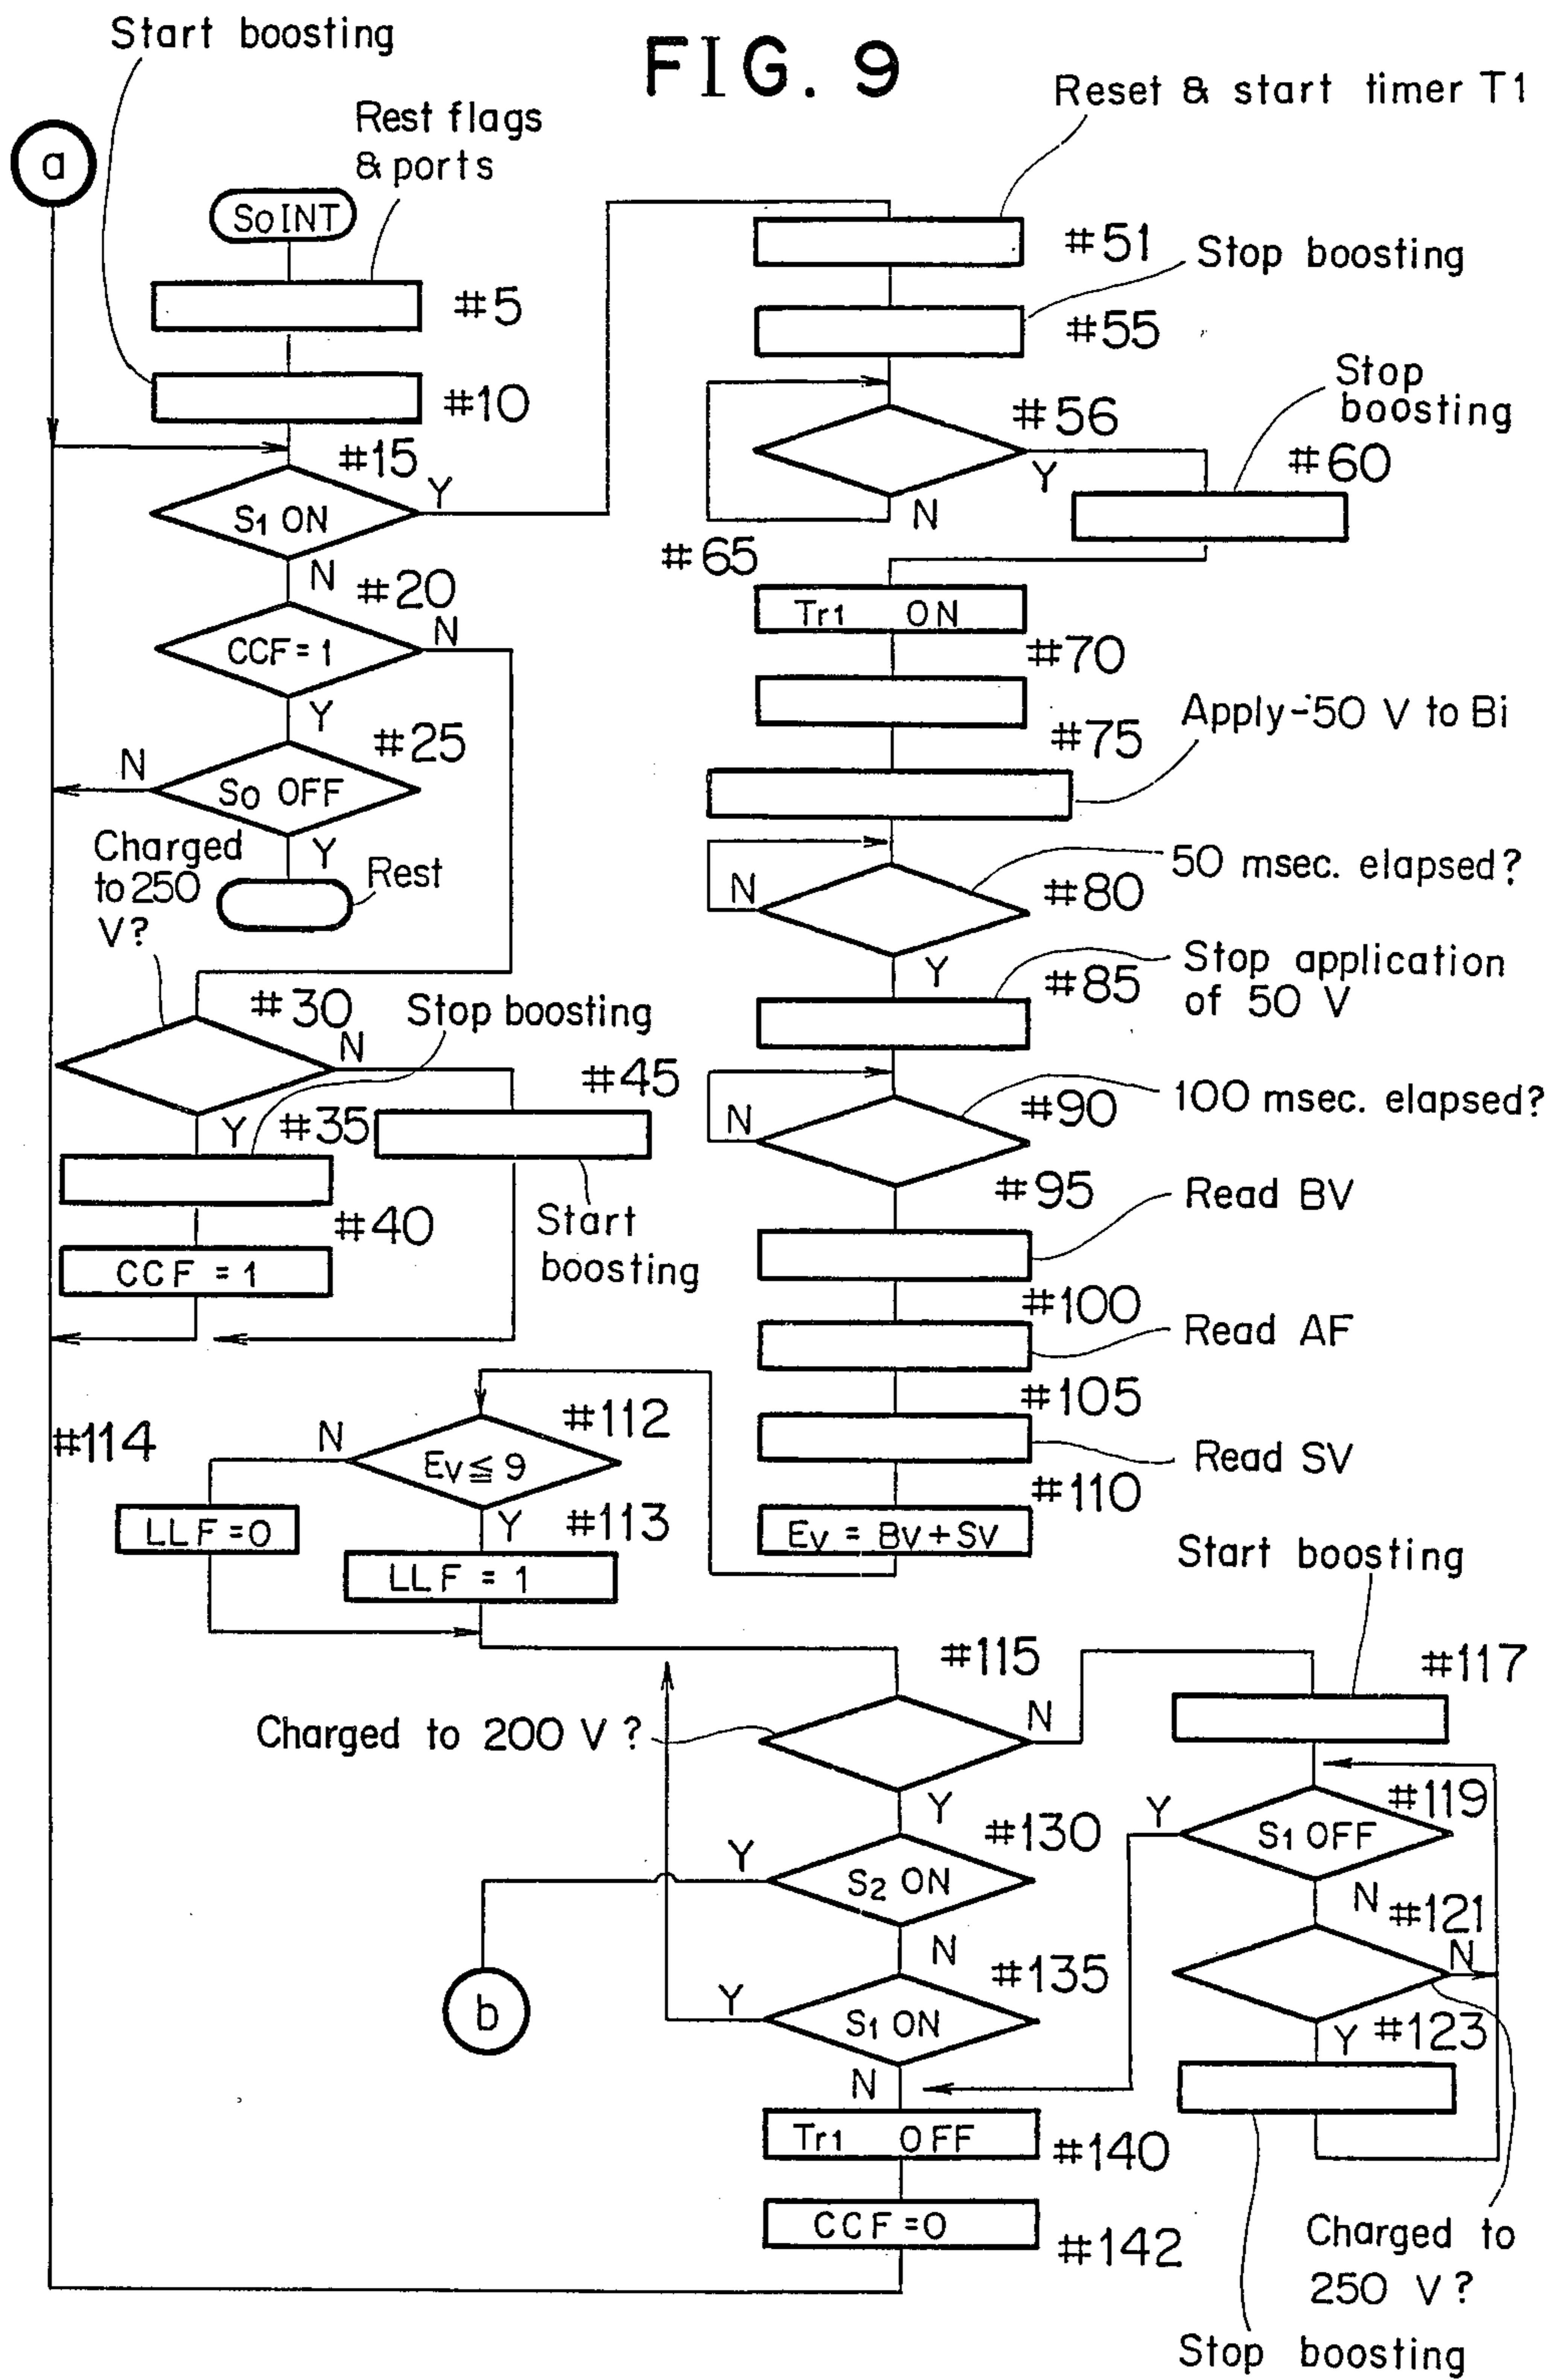 FIG. 9
Start boosting
Rest flags
& ports
a
SoINT
#5
#10
#15
S1 ON
Y
N
#20
CCF = 1
N
Y
#25
N
So OFF
Y
Rest
Charged
to 250
V?
#30
N
Stop boosting
#45
Y
#35
Start
boosting
#40
CCF = 1
Reset & start timer T1
#51
Stop boosting
#55
#56
Y
N
Stop
boosting
#60
#65
Tr1 ON
#70
#75
Apply -50 V to Bi
50 msec. elapsed?
N
#80
Y
#85
Stop application
of 50 V
N
#90
100 msec. elapsed?
#95
Read BV
#100
Read AF
#105
Read SV
#110
Ev = Bv + Sv
#112
Ev ≦ 9
N
#114
LLF = 0
Y
#113
LLF = 1
#115
Charged to 200 V ?
N
Y
Start boosting
#117
#119
S1 OFF
Y
N
#121
N
Y
#123
Charged to
250 V ?
Stop boosting
#130
S2 ON
Y
N
b
#135
S1 ON
Y
N
Tr1 OFF
#140
CCF = 0
#142